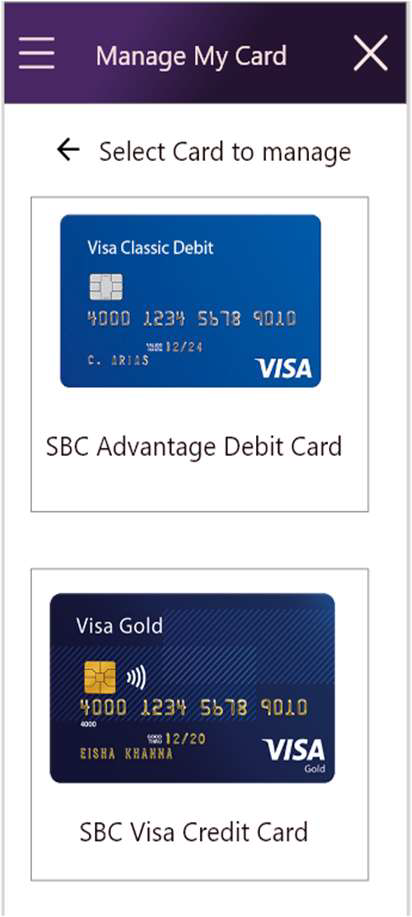 Manage My Card
Select Card to manage
Visa Classic Debit
4000 1234 5678 9010
12/24
C. ARIAS
VISA
SBC Advantage Debit Card
Visa Gold
4000 1234 5678 9010
4000
GOOD THRU 12/20
EISHA KHANNA
VISA
Gold
SBC Visa Credit Card